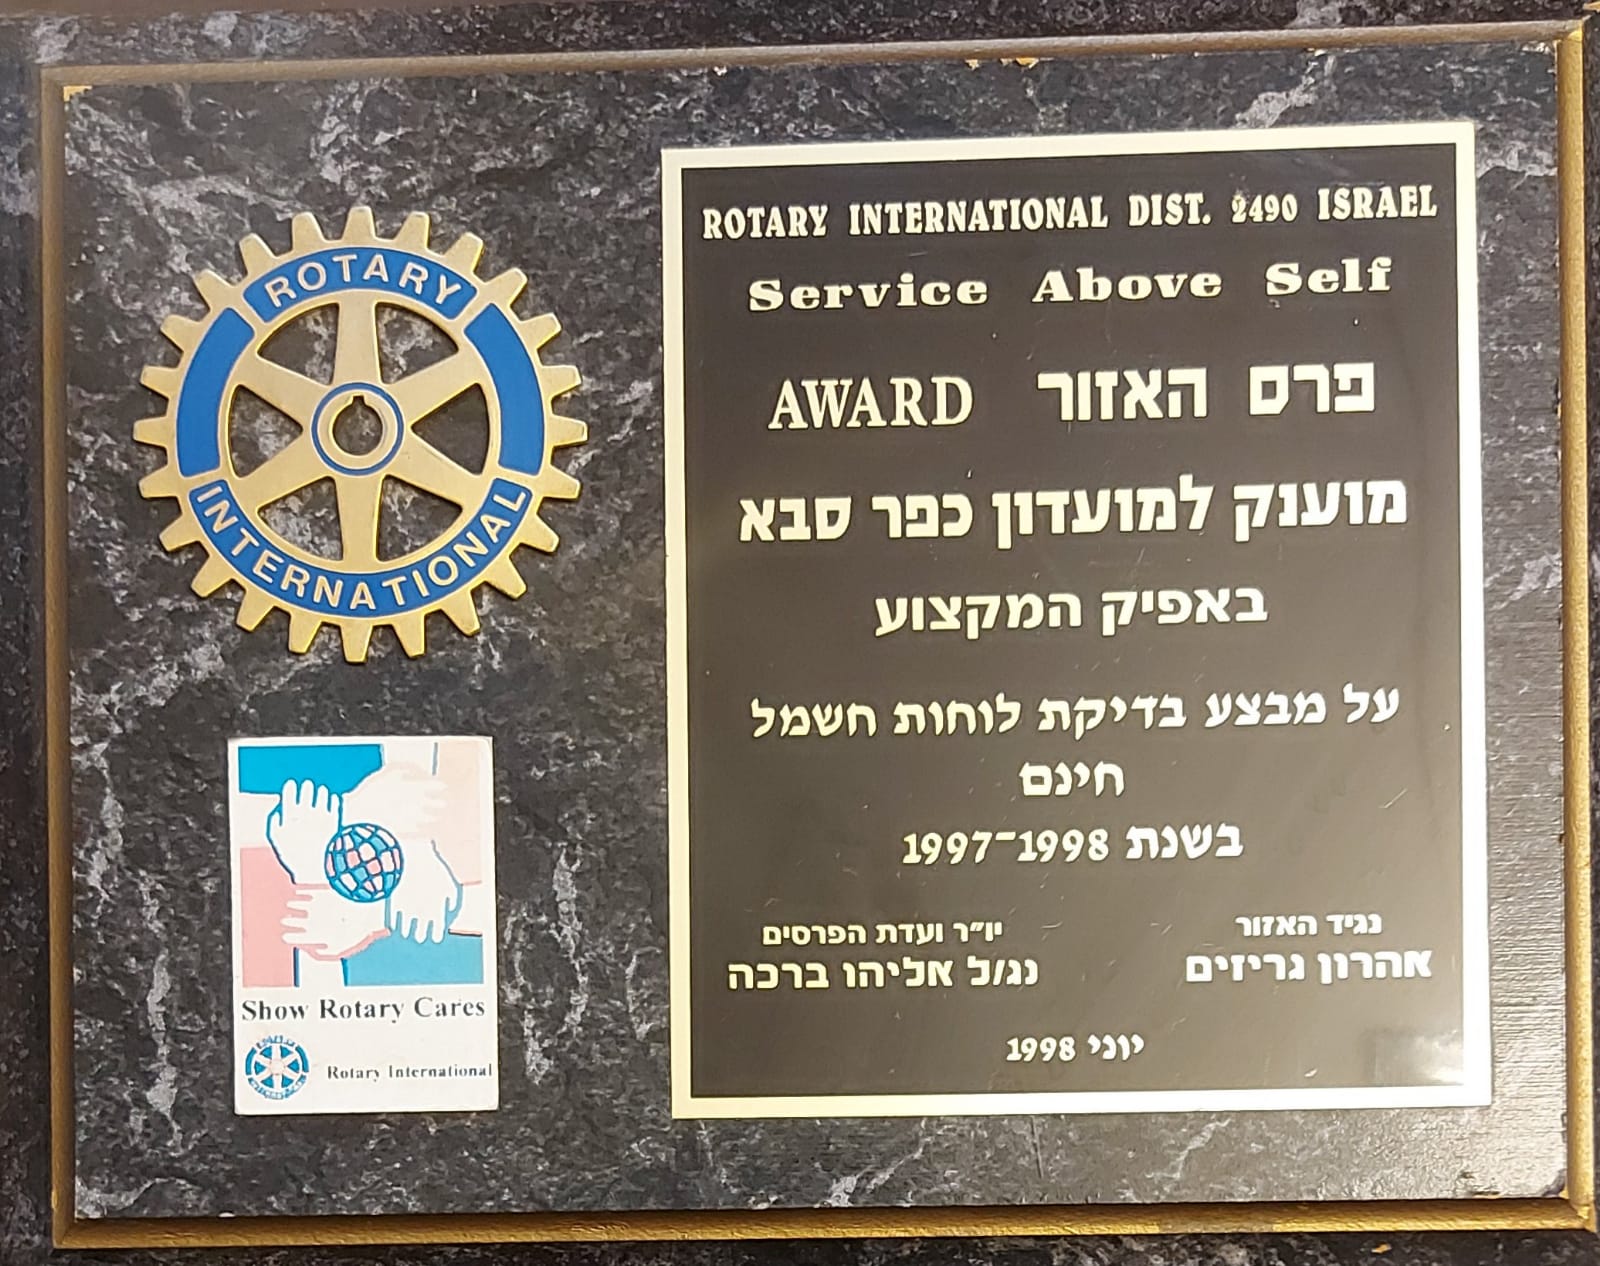 ROTARY
INTERNATIONAL
Show Rotary Cares
ROTARY
INTERNATIONAL
Rotary International
ROTARY INTERNATIONAL DIST. 2490 ISRAEL
Service Above Self
פרס האזור AWARD
מוענק למועדון כפר סבא
באפיק המקצוע
על מבצע בדיקת לוחות חשמל
חינם
בשנת 1997-1998
נגיד האזור
אהרון גריזים
יו"ר ועדת הפרסים
נג/ל אליהו ברכה
יוני 1998